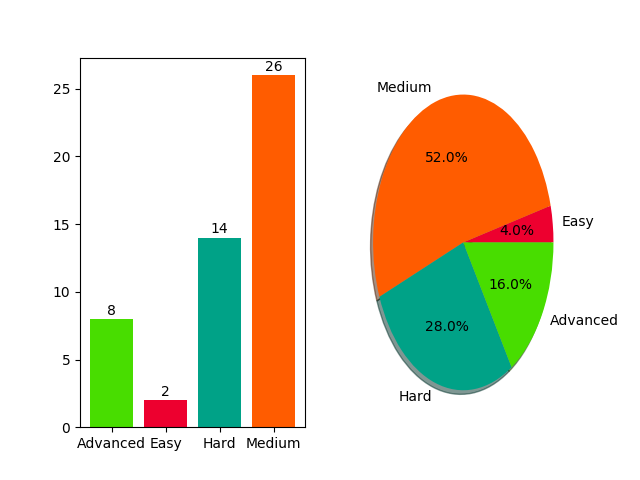 26
25
20
15
10
5
0
14
8
2
Advanced
Easy
Hard
Medium
Medium
52.0%
Easy
4.0%
16.0%
Advanced
28.0%
Hard